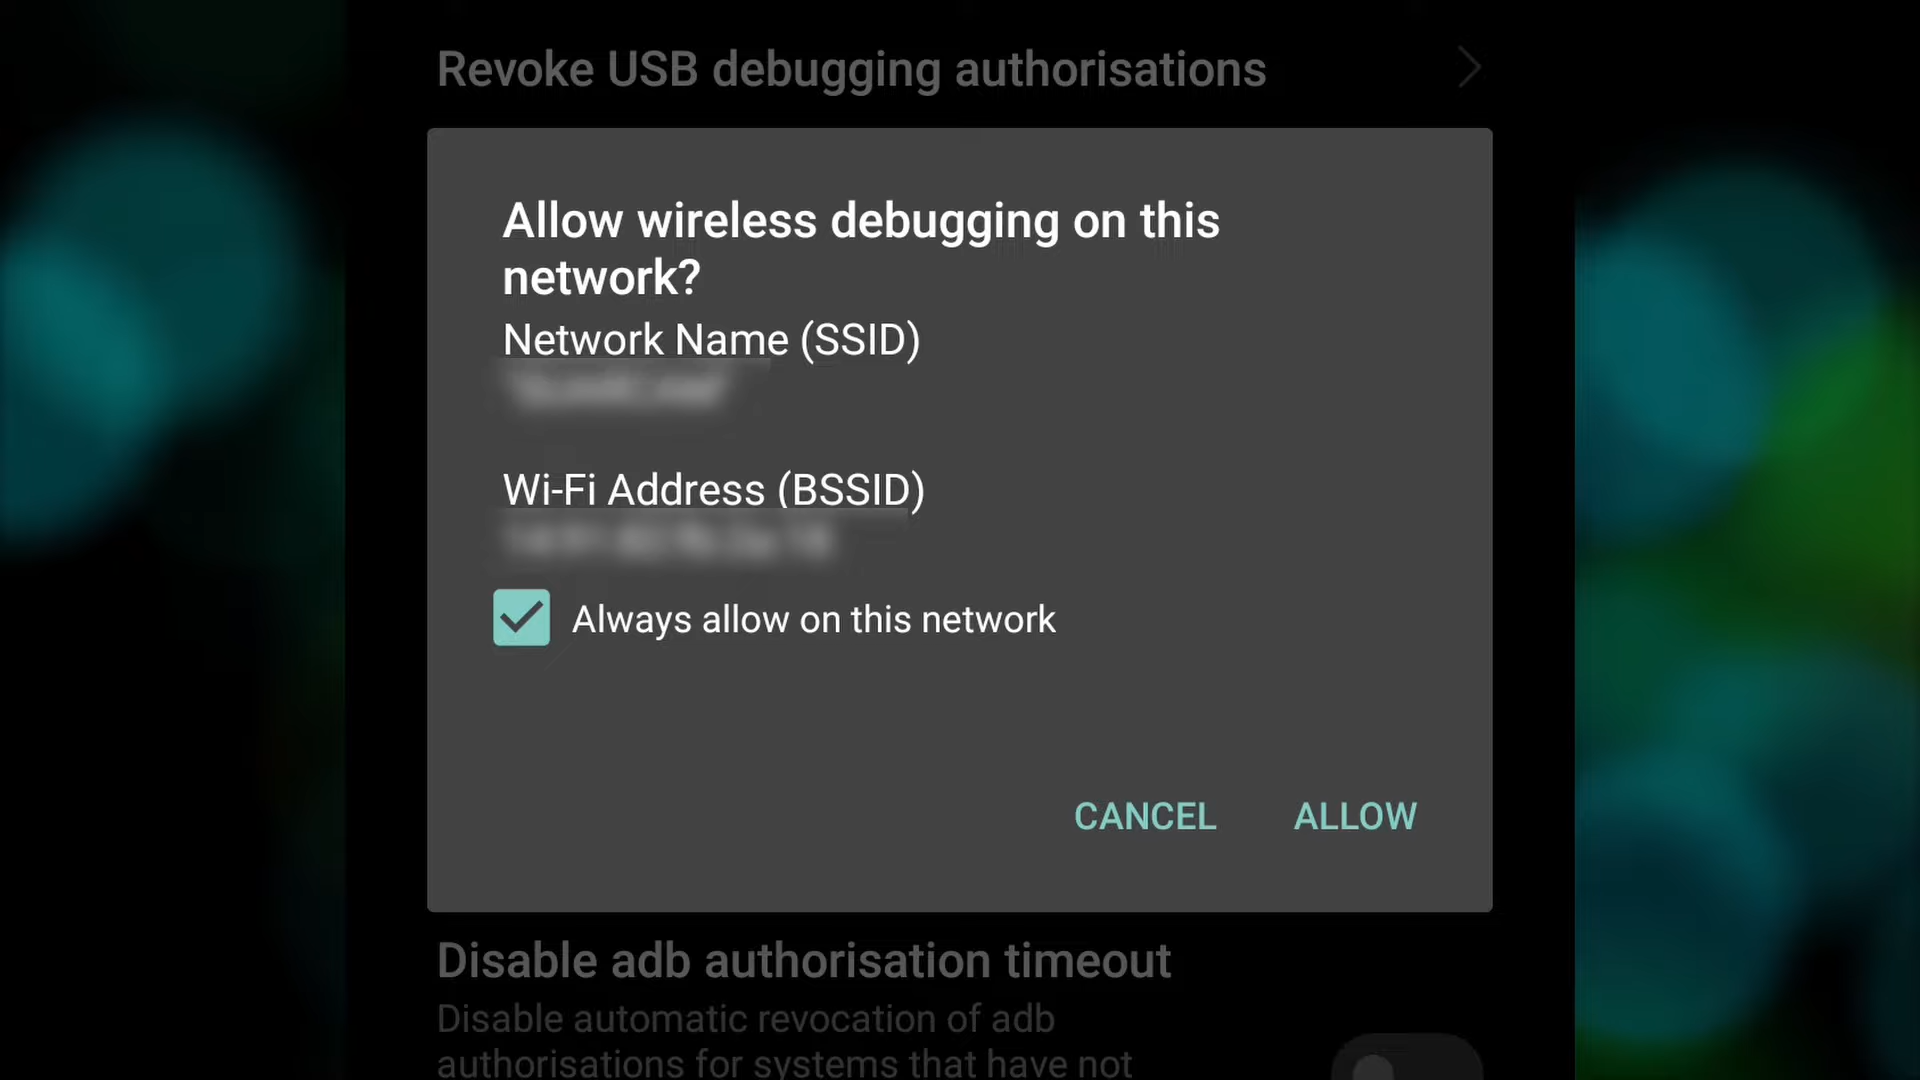 Revoke USB debugging authorisations
Allow wireless debugging on this
network?
Network Name (SSID)
Wi-Fi Address (BSSID)
Always allow on this network
CANCEL ALLOW
Disable adb authorisation timeout
Disable automatic revocation of adb
authorisations for systems that have not